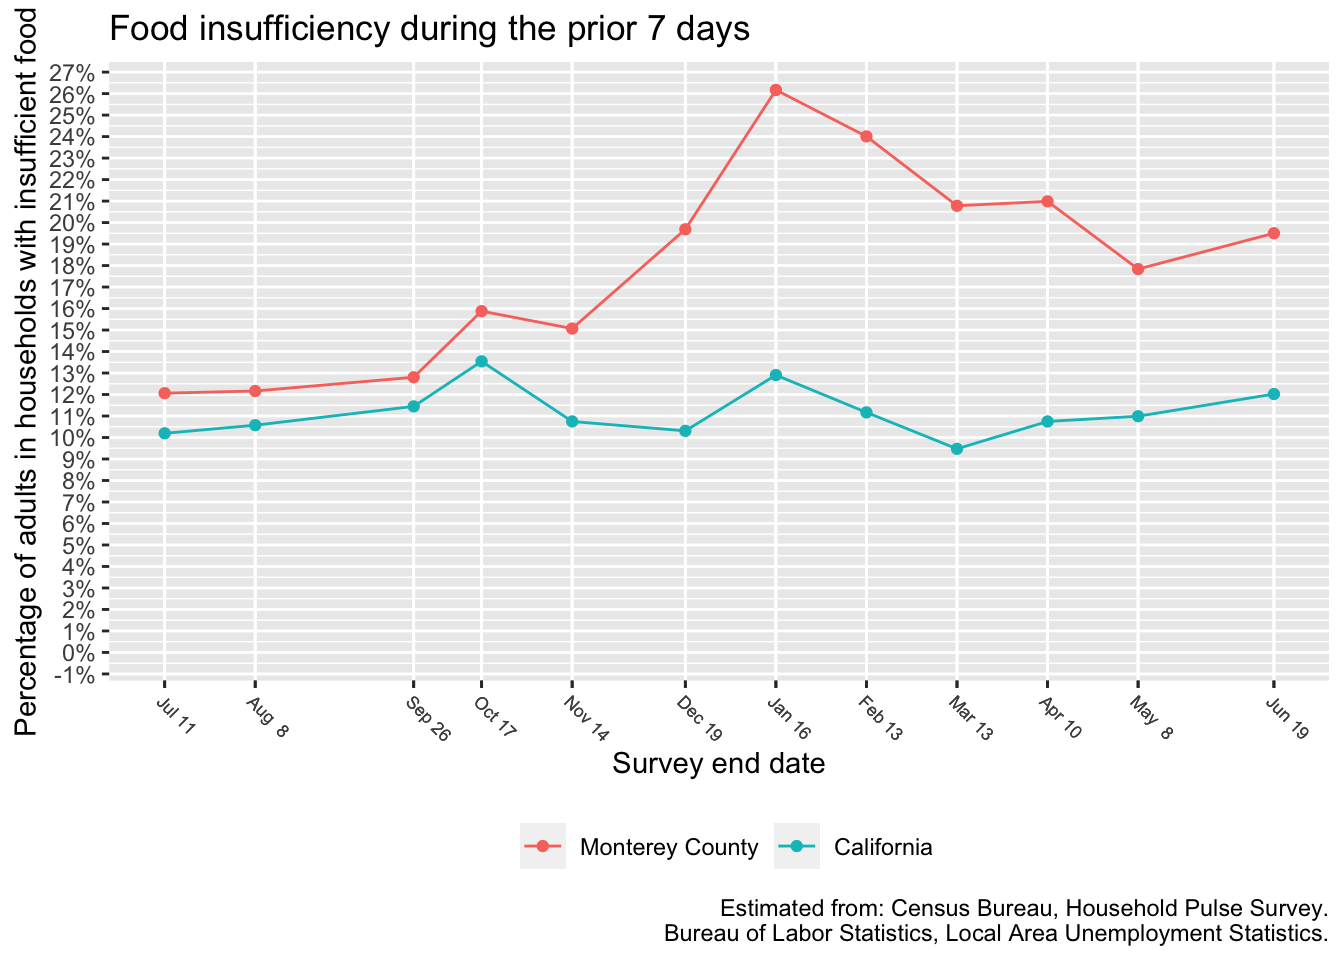 Food insufficiency during the prior 7 days
Percentage of adults in households with insufficient food
27%
26%
25%
24%
23%
22%
21%
20%
19%
18%
17%
16%
15%
14%
13%
12%
11%
10%
9%
8%
7%
6%
5%
4%
3%
2%
1%
0%
-1%
Jul 11
Aug 8
Sep 26
Oct 17
Nov 14
Dec 19
Jan 16
Feb 13
Mar 13
Apr 10
May 8
Jun 19
Survey end date
Monterey County
California
Estimated from: Census Bureau, Household Pulse Survey.
Bureau of Labor Statistics, Local Area Unemployment Statistics.